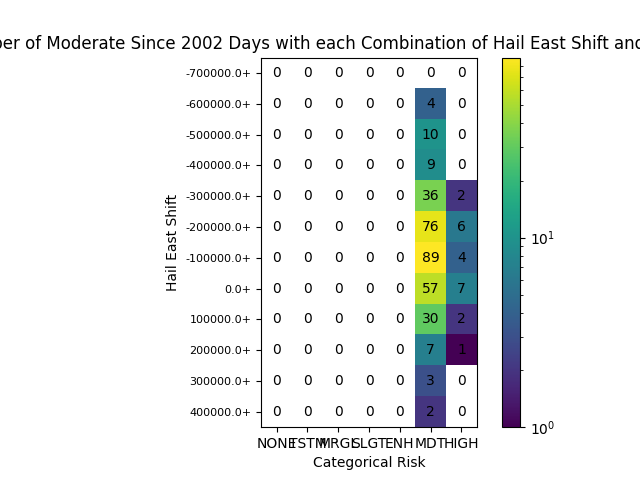 of Moderate Since 2002 Days with each Combination of Hail East Shift
-700000.0+ 0 0 0 0 0 0 0
-600000.0+ 0 0 0 0 0 4 0
-500000.0+ 0 0 0 0 0 10 0
-400000.0+ 0 0 0 0 0 9 0
-300000.0+ 0 0 0 0 0 36 2
-200000.0+ 0 0 0 0 0 76 6
-100000.0+ 0 0 0 0 0 89 4
0.0+ 0 0 0 0 0 57 7
100000.0+ 0 0 0 0 0 30 2
200000.0+ 0 0 0 0 0 7 1
300000.0+ 0 0 0 0 0 3 0
400000.0+ 0 0 0 0 0 2 0
NONE TSTM MRGL SLGT ENH MDT HIGH
Categorical Risk
Hail East Shift
10¹
10⁰